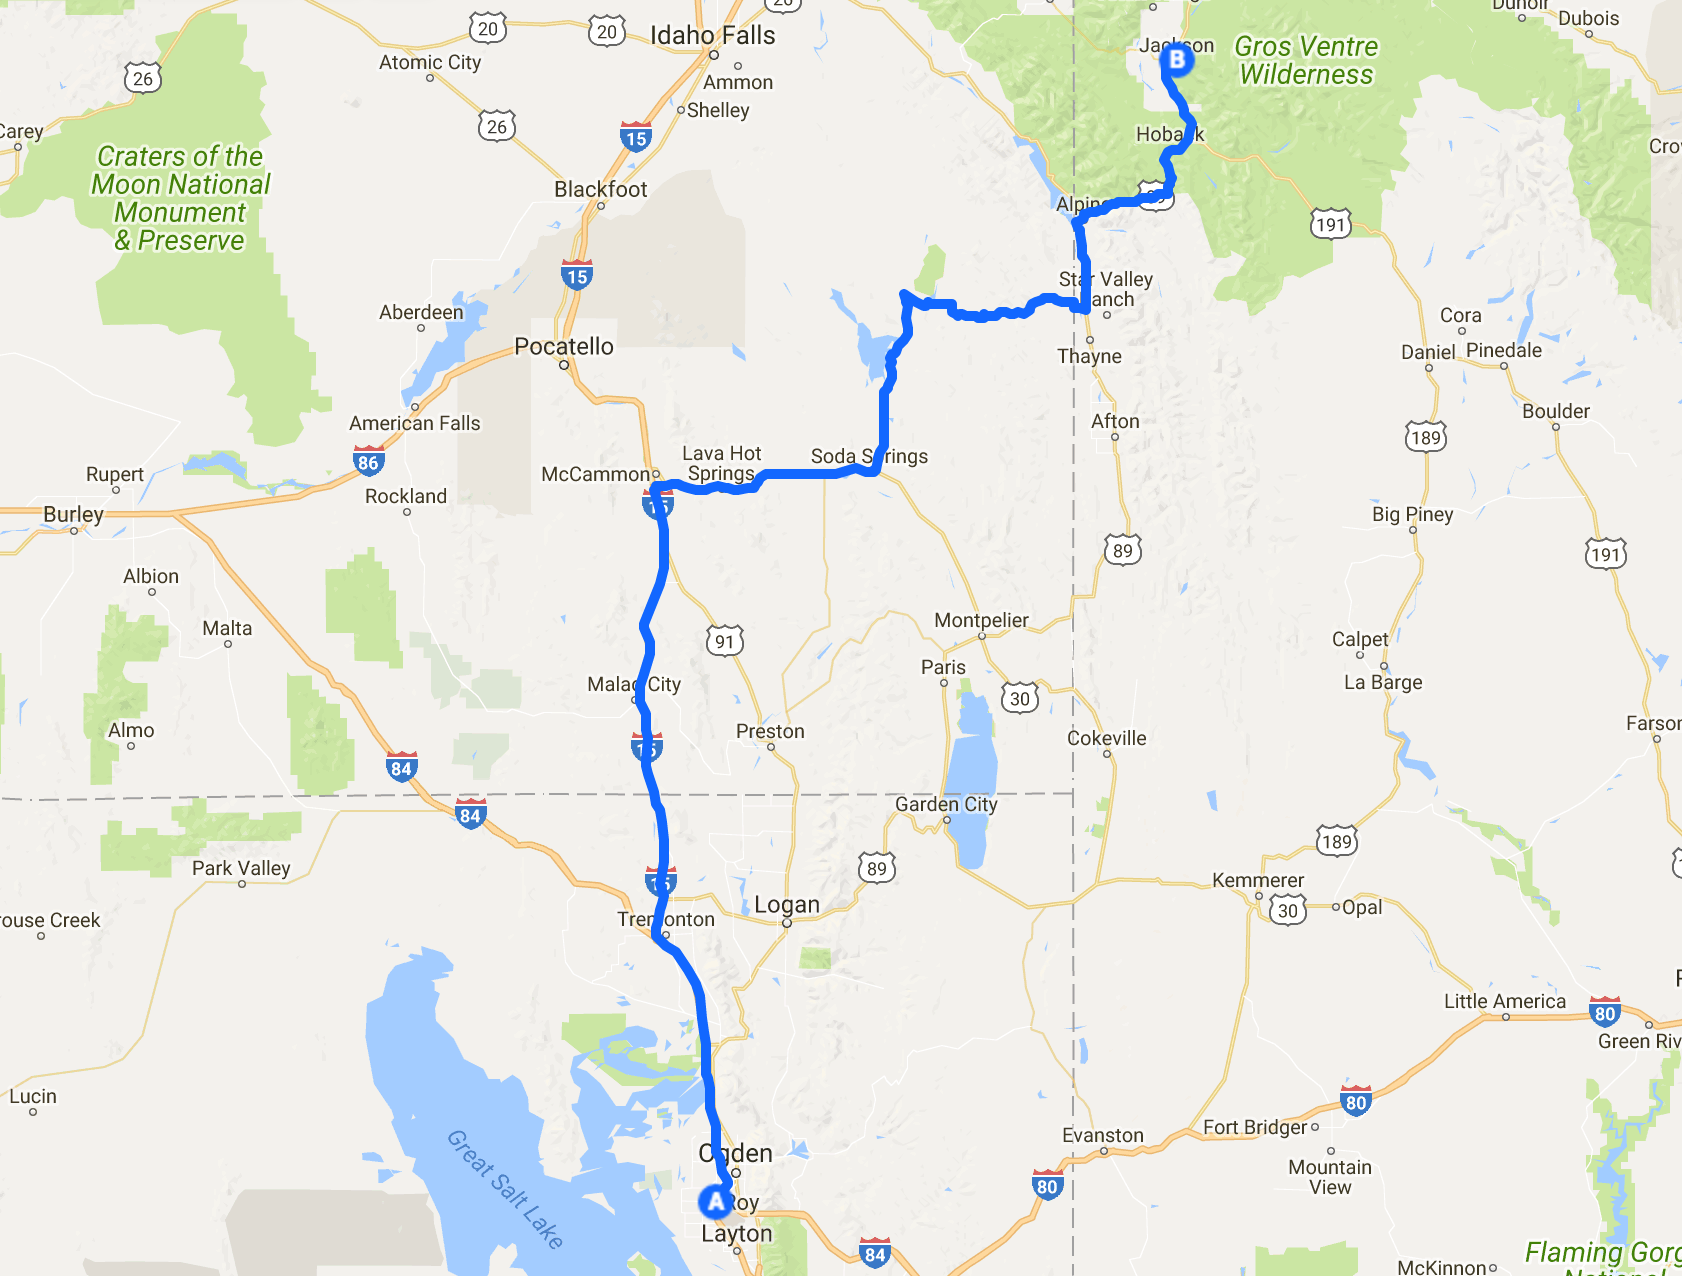 Dubois
20
20
Idaho Falls
Jackson
B
Gros Ventre
Wilderness
Atomic City
26
Ammon
Shelley
26
15
Carey
Hoback
Craters of the
Moon National
Monument
& Preserve
Blackfoot
89
Alpine
191
15
Star Valley
Ranch
Aberdeen
Cora
Pocatello
Thayne
Daniel
Pinedale
American Falls
Afton
Boulder
189
86
Lava Hot
Springs
Soda Springs
McCammon
Rupert
15
Rockland
Burley
Big Piney
89
191
Albion
Malta
91
Montpelier
Calpet
Paris
Malad City
30
La Barge
Almo
Preston
Cokeville
Farson
15
84
84
Garden City
189
Park Valley
89
15
Kemmerer
30
Opal
Logan
Tremonton
rouse Creek
Little America
80
Green Riv
Lucin
80
Fort Bridger
Evanston
Great Salt Lake
Ogden
Mountain
View
80
A
Roy
Layton
84
Flaming Gorg
McKinnon